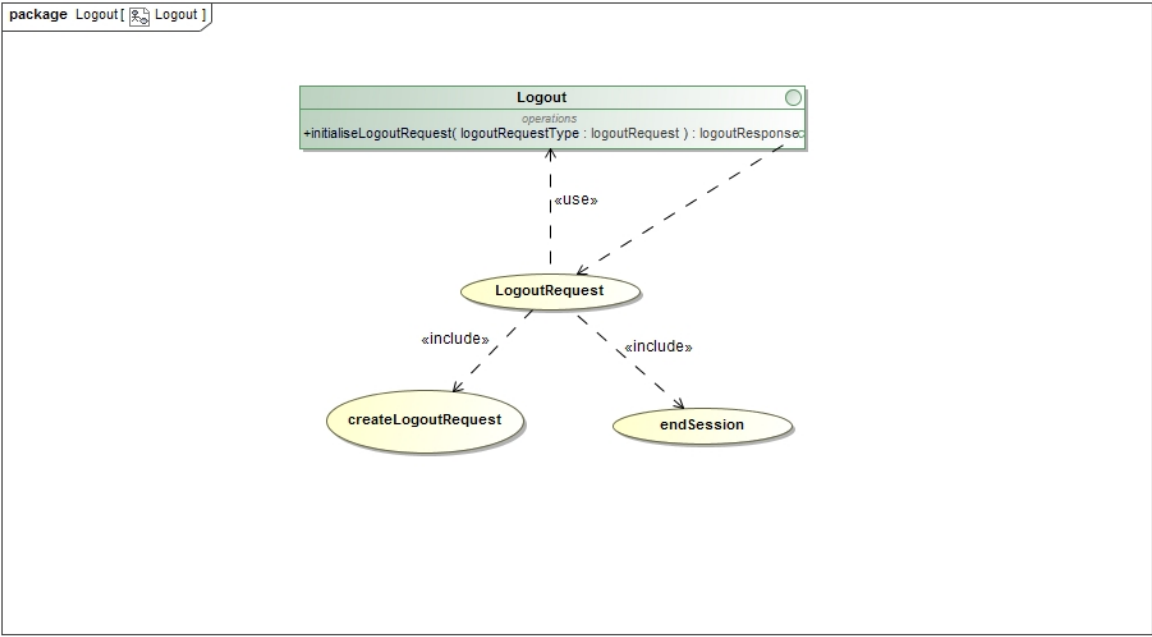 package Logout[ Logout ]
Logout
operations
+initialiseLogoutRequest( logoutRequestType : logoutRequest ) : logoutResponse
«use»
LogoutRequest
«include»
«include»
createLogoutRequest
endSession